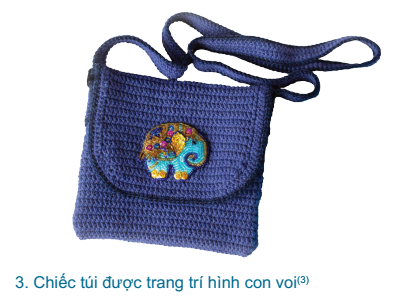 3. Chiếc túi được trang trí hình con voi⁽³⁾